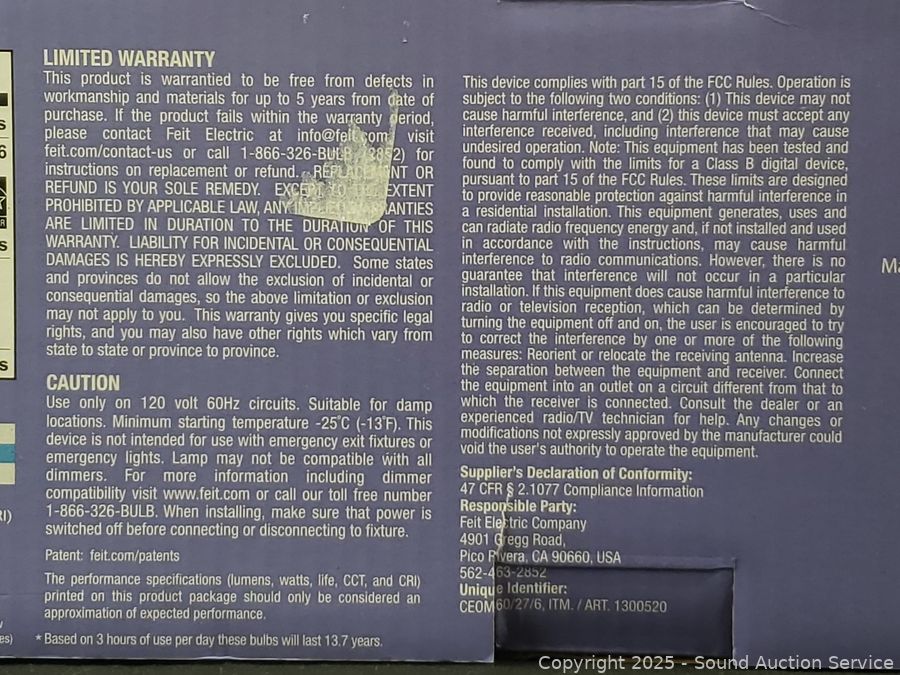 LIMITED WARRANTY
This product is warrantied to be free from defects in
workmanship and materials for up to 5 years from date of
purchase. If the product fails within the warranty period,
please contact Feit Electric at info@feit.com, visit
feit.com/contact-us or call 1-866-326-BULB (2852) for
instructions on replacement or refund. REPLACEMENT OR
REFUND IS YOUR SOLE REMEDY. EXCEPT TO THE EXTENT
PROHIBITED BY APPLICABLE LAW, ANY IMPLIED WARRANTIES
ARE LIMITED IN DURATION TO THE DURATION OF THIS
WARRANTY. LIABILITY FOR INCIDENTAL OR CONSEQUENTIAL
DAMAGES IS HEREBY EXPRESSLY EXCLUDED. Some states
and provinces do not allow the exclusion of incidental or
consequential damages, so the above limitation or exclusion
may not apply to you. This warranty gives you specific legal
rights, and you may also have other rights which vary from
state to state or province to province.
CAUTION
Use only on 120 volt 60Hz circuits. Suitable for damp
locations. Minimum starting temperature -25°C (-13°F). This
device is not intended for use with emergency exit fixtures or
emergency lights. Lamp may not be compatible with all
dimmers. For more information including dimmer
compatibility visit www.feit.com or call our toll free number
1-866-326-BULB. When installing, make sure that power is
switched off before connecting or disconnecting to fixture.
Patent: feit.com/patents
The performance specifications (lumens, watts, life, CCT, and CRI)
printed on this product package should only be considered an
approximation of expected performance.
* Based on 3 hours of use per day these bulbs will last 13.7 years.
This device complies with part 15 of the FCC Rules. Operation is
subject to the following two conditions: (1) This device may not
cause harmful interference, and (2) this device must accept any
interference received, including interference that may cause
undesired operation. Note: This equipment has been tested and
found to comply with the limits for a Class B digital device,
pursuant to part 15 of the FCC Rules. These limits are designed
to provide reasonable protection against harmful interference in
a residential installation. This equipment generates, uses and
can radiate radio frequency energy and, if not installed and used
in accordance with the instructions, may cause harmful
interference to radio communications. However, there is no
guarantee that interference will not occur in a particular
installation. If this equipment does cause harmful interference to
radio or television reception, which can be determined by
turning the equipment off and on, the user is encouraged to try
to correct the interference by one or more of the following
measures: Reorient or relocate the receiving antenna. Increase
the separation between the equipment and receiver. Connect
the equipment into an outlet on a circuit different from that to
which the receiver is connected. Consult the dealer or an
experienced radio/TV technician for help. Any changes or
modifications not expressly approved by the manufacturer could
void the user's authority to operate the equipment.
Supplier's Declaration of Conformity:
47 CFR § 2.1077 Compliance Information
Responsible Party:
Feit Electric Company
4901 Gregg Road,
Pico Rivera, CA 90660, USA
562-463-2852
Unique Identifier:
CEOM60/27/6, ITM. / ART. 1300520
Copyright 2025 - Sound Auction Service